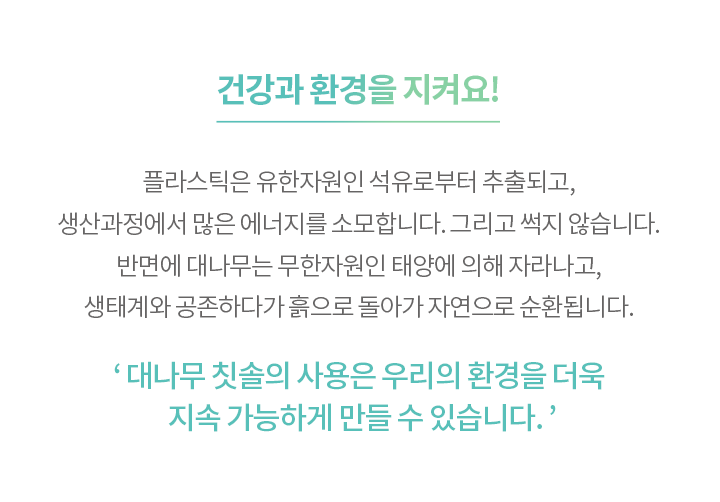 건강과 환경을 지켜요!
플라스틱은 유한자원인 석유로부터 추출되고,
생산과정에서 많은 에너지를 소모합니다. 그리고 썩지 않습니다.
반면에 대나무는 무한자원인 태양에 의해 자라나고,
생태계와 공존하다가 흙으로 돌아가 자연으로 순환됩니다.
‘ 대나무 칫솔의 사용은 우리의 환경을 더욱
지속 가능하게 만들 수 있습니다. ’